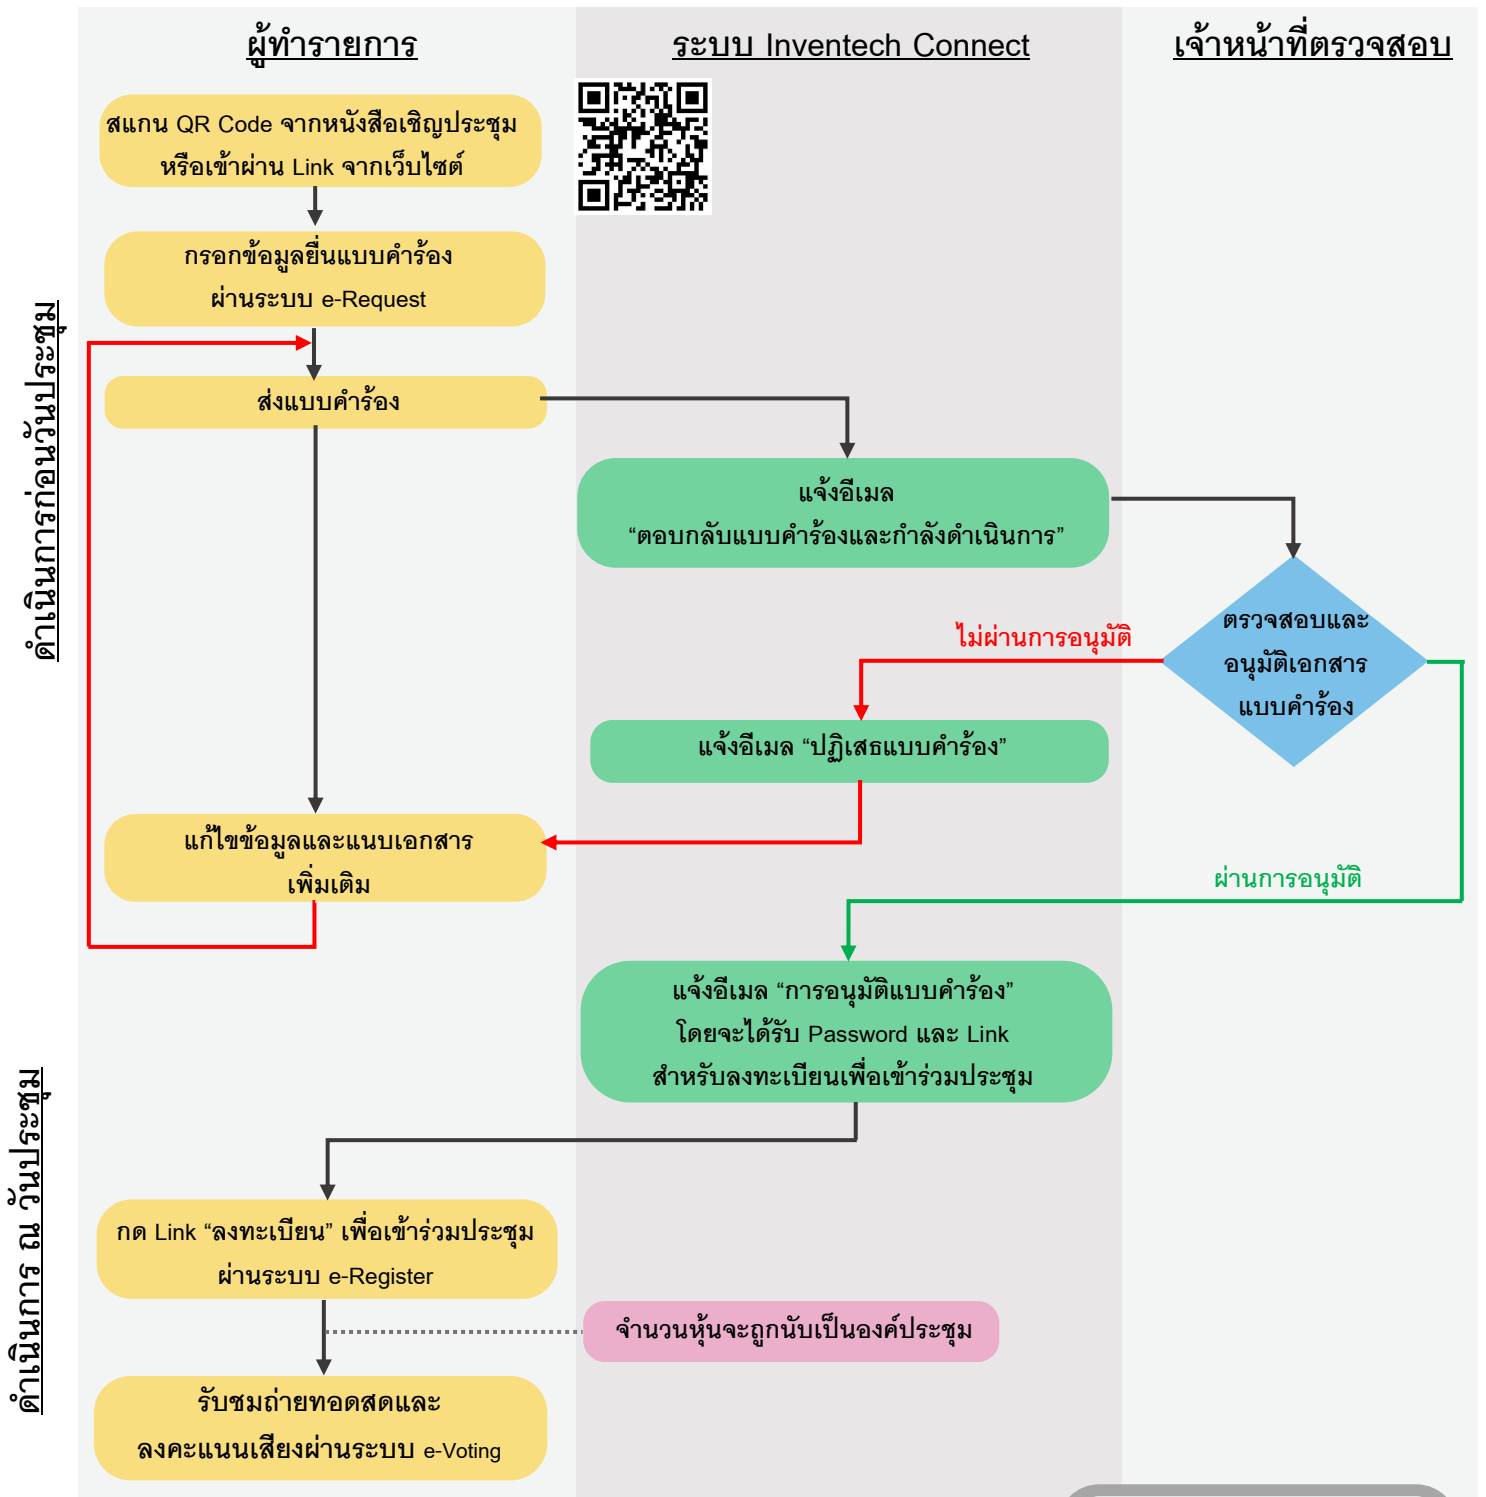 ผู้ทำรายการ
ระบบ Inventech Connect
เจ้าหน้าที่ตรวจสอบ
ดำเนินการก่อนวันประชุม
สแกน QR Code จากหนังสือเชิญประชุม
หรือเข้าผ่าน Link จากเว็บไซต์
กรอกข้อมูลยื่นแบบคำร้อง
ผ่านระบบ e-Request
ส่งแบบคำร้อง
แจ้งอีเมล
“ตอบกลับแบบคำร้องและกำลังดำเนินการ”
ตรวจสอบและ
อนุมัติเอกสาร
แบบคำร้อง
ไม่ผ่านการอนุมัติ
แจ้งอีเมล “ปฏิเสธแบบคำร้อง”
แก้ไขข้อมูลและแนบเอกสาร
เพิ่มเติม
ผ่านการอนุมัติ
แจ้งอีเมล “การอนุมัติแบบคำร้อง”
โดยจะได้รับ Password และ Link
สำหรับลงทะเบียนเพื่อเข้าร่วมประชุม
ดำเนินการ ณ วันประชุม
กด Link “ลงทะเบียน” เพื่อเข้าร่วมประชุม
ผ่านระบบ e-Register
จำนวนหุ้นจะถูกนับเป็นองค์ประชุม
รับชมถ่ายทอดสดและ
ลงคะแนนเสียงผ่านระบบ e-Voting